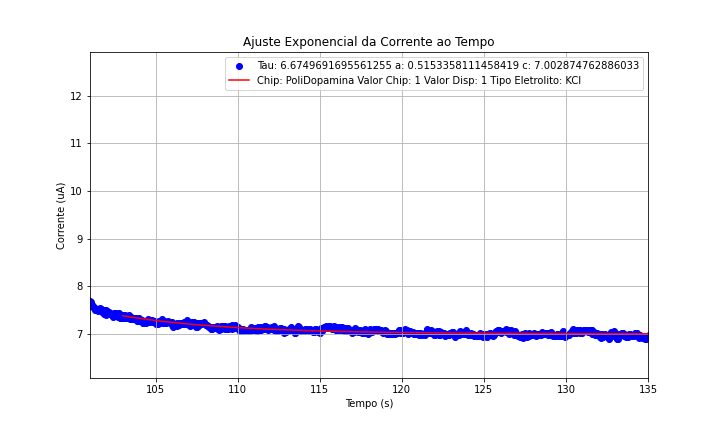 Ajuste Exponencial da Corrente ao Tempo
Tau: 6.6749691695561255 a: 0.5153358111458419 c: 7.002874762886033
Chip: PoliDopamina Valor Chip: 1 Valor Disp: 1 Tipo Eletrolito: KCl
12
11
10
9
8
7
Corrente (uA)
105
110
115
120
125
130
135
Tempo (s)